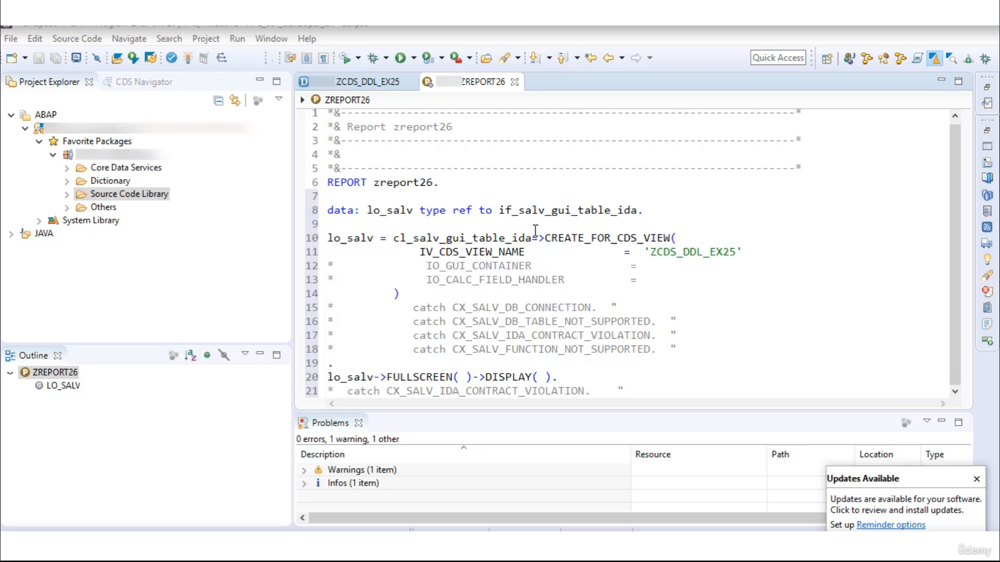 File Edit Source Code Navigate Search Project Run Window Help
Quick Access
Project Explorer CDS Navigator
ABAP
Favorite Packages
Core Data Services
Dictionary
Source Code Library
Others
System Library
JAVA
Outline
ZREPORT26
LO_SALV
ZCDS_DDL_EX25 ZREPORT26
ZREPORT26
1 *&---------------------------------------------------------------------*
2 *& Report zreport26
3 *&---------------------------------------------------------------------*
4 *&
5 *&---------------------------------------------------------------------*
6 REPORT zreport26.
7
8 data: lo_salv type ref to if_salv_gui_table_ida.
9
10 lo_salv = cl_salv_gui_table_ida=>CREATE_FOR_CDS_VIEW(
11 IV_CDS_VIEW_NAME = 'ZCDS_DDL_EX25'
12 * IO_GUI_CONTAINER =
13 * IO_CALC_FIELD_HANDLER =
14 )
15 * catch CX_SALV_DB_CONNECTION. "
16 * catch CX_SALV_DB_TABLE_NOT_SUPPORTED. "
17 * catch CX_SALV_IDA_CONTRACT_VIOLATION. "
18 * catch CX_SALV_FUNCTION_NOT_SUPPORTED. "
19 .
20 lo_salv->FULLSCREEN( )->DISPLAY( ).
21 * catch CX_SALV_IDA_CONTRACT_VIOLATION. "
Problems
0 errors, 1 warning, 1 other
Description Resource Path Location Type
Warnings (1 item)
Infos (1 item)
Updates Available
Updates are available for your software.
Click to review and install updates.
Set up Reminder options
ûdemy